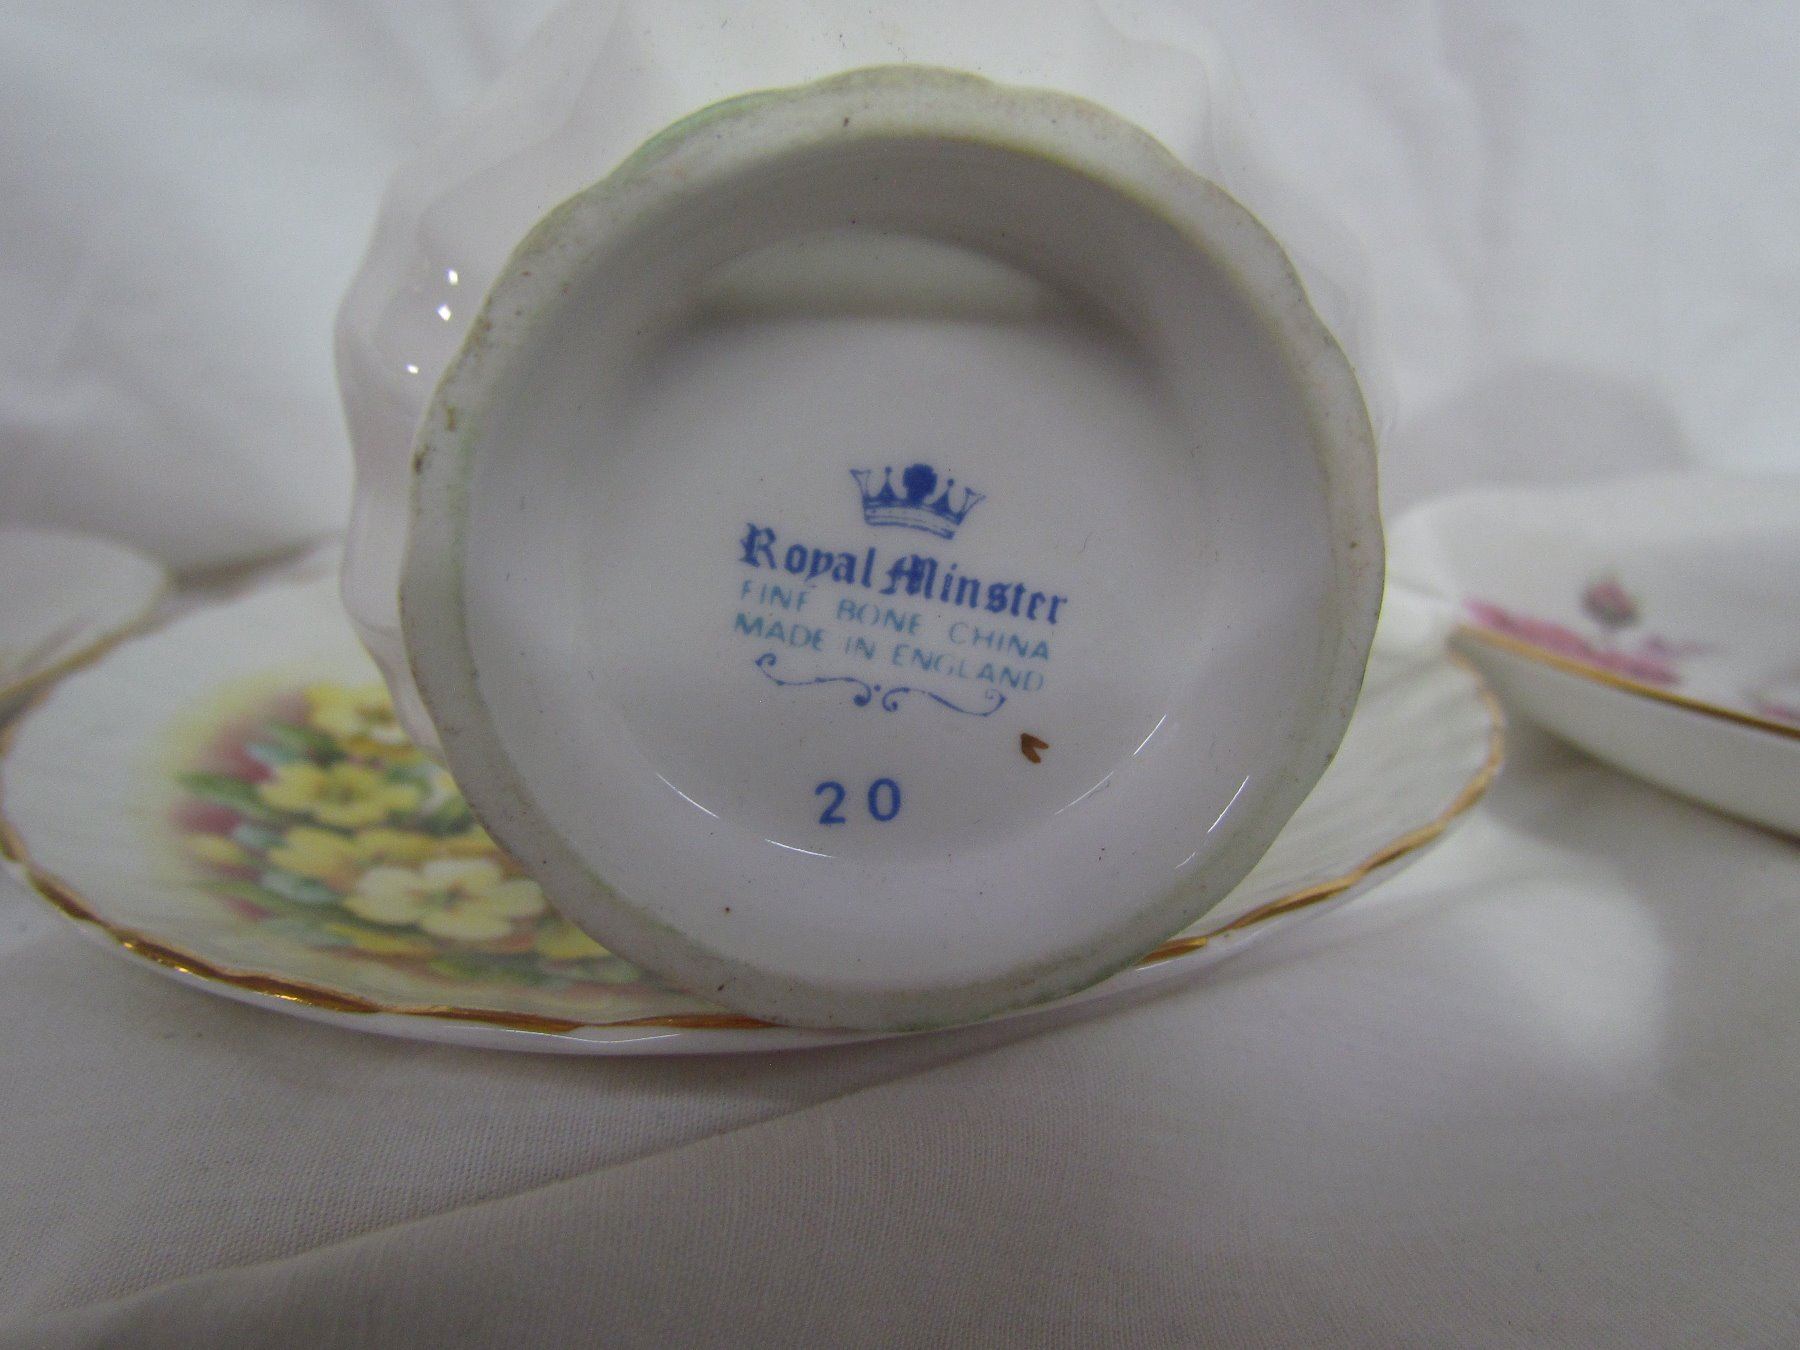 Royal Minster
FINE BONE CHINA
MADE IN ENGLAND
20